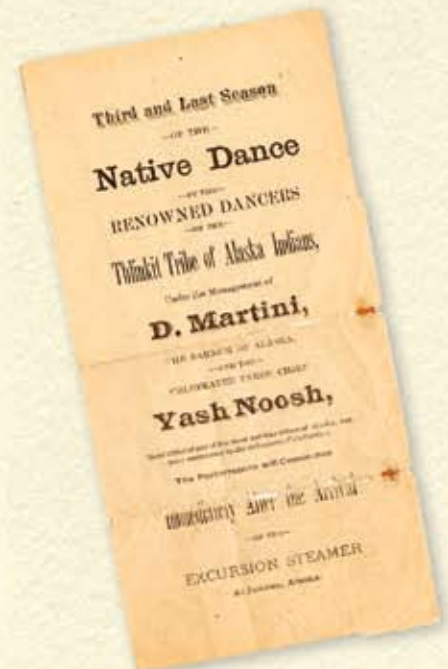 Third and Last Season
—OF THE—
Native Dance
—BY THE—
RENOWNED DANCERS
—OF THE—
Thlinkit Tribe of Alaska Indians,
Under the Management of
D. Martini,
THE BARNUM OF ALASKA,
—AND THE—
CELEBRATED CHIEF
Yash Noosh,
The Performance will Commence
Immediately After the Arrival
—OF THE—
EXCURSION STEAMER
At Juneau, Alaska